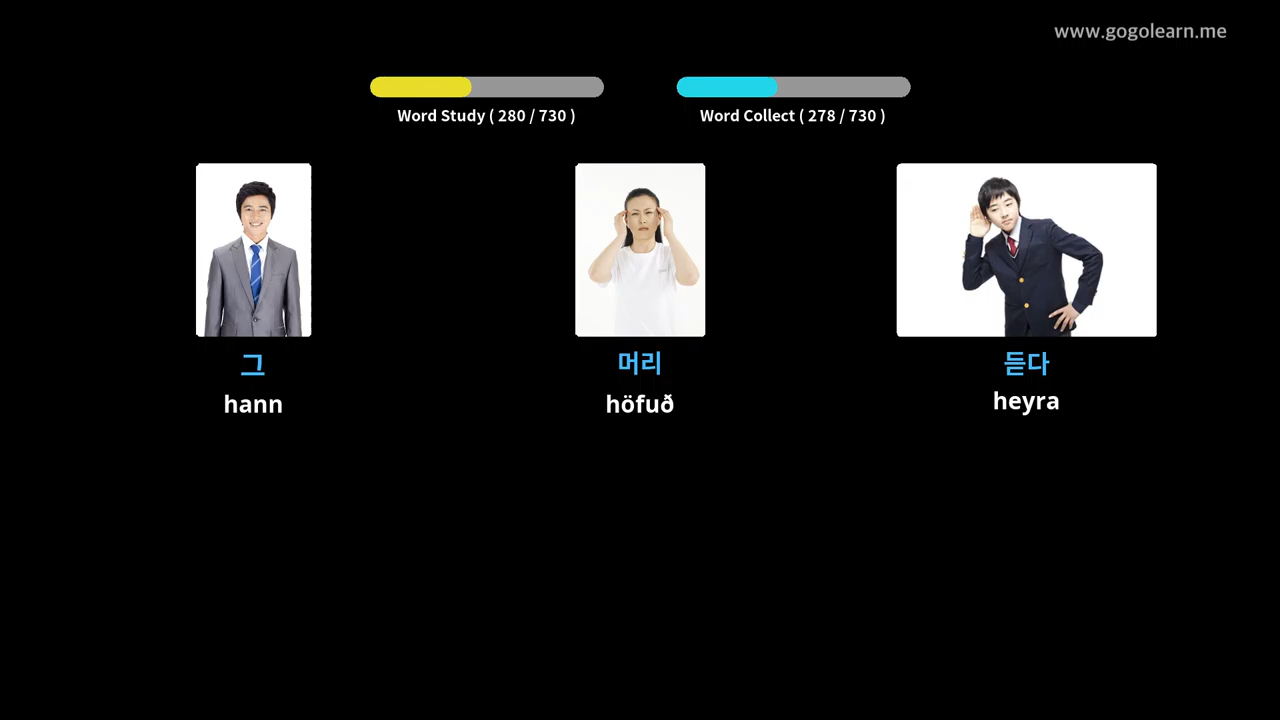 www.gogolearn.me
Word Study ( 280 / 730 )
Word Collect ( 278 / 730 )
그
hann
머리
höfuð
듣다
heyra